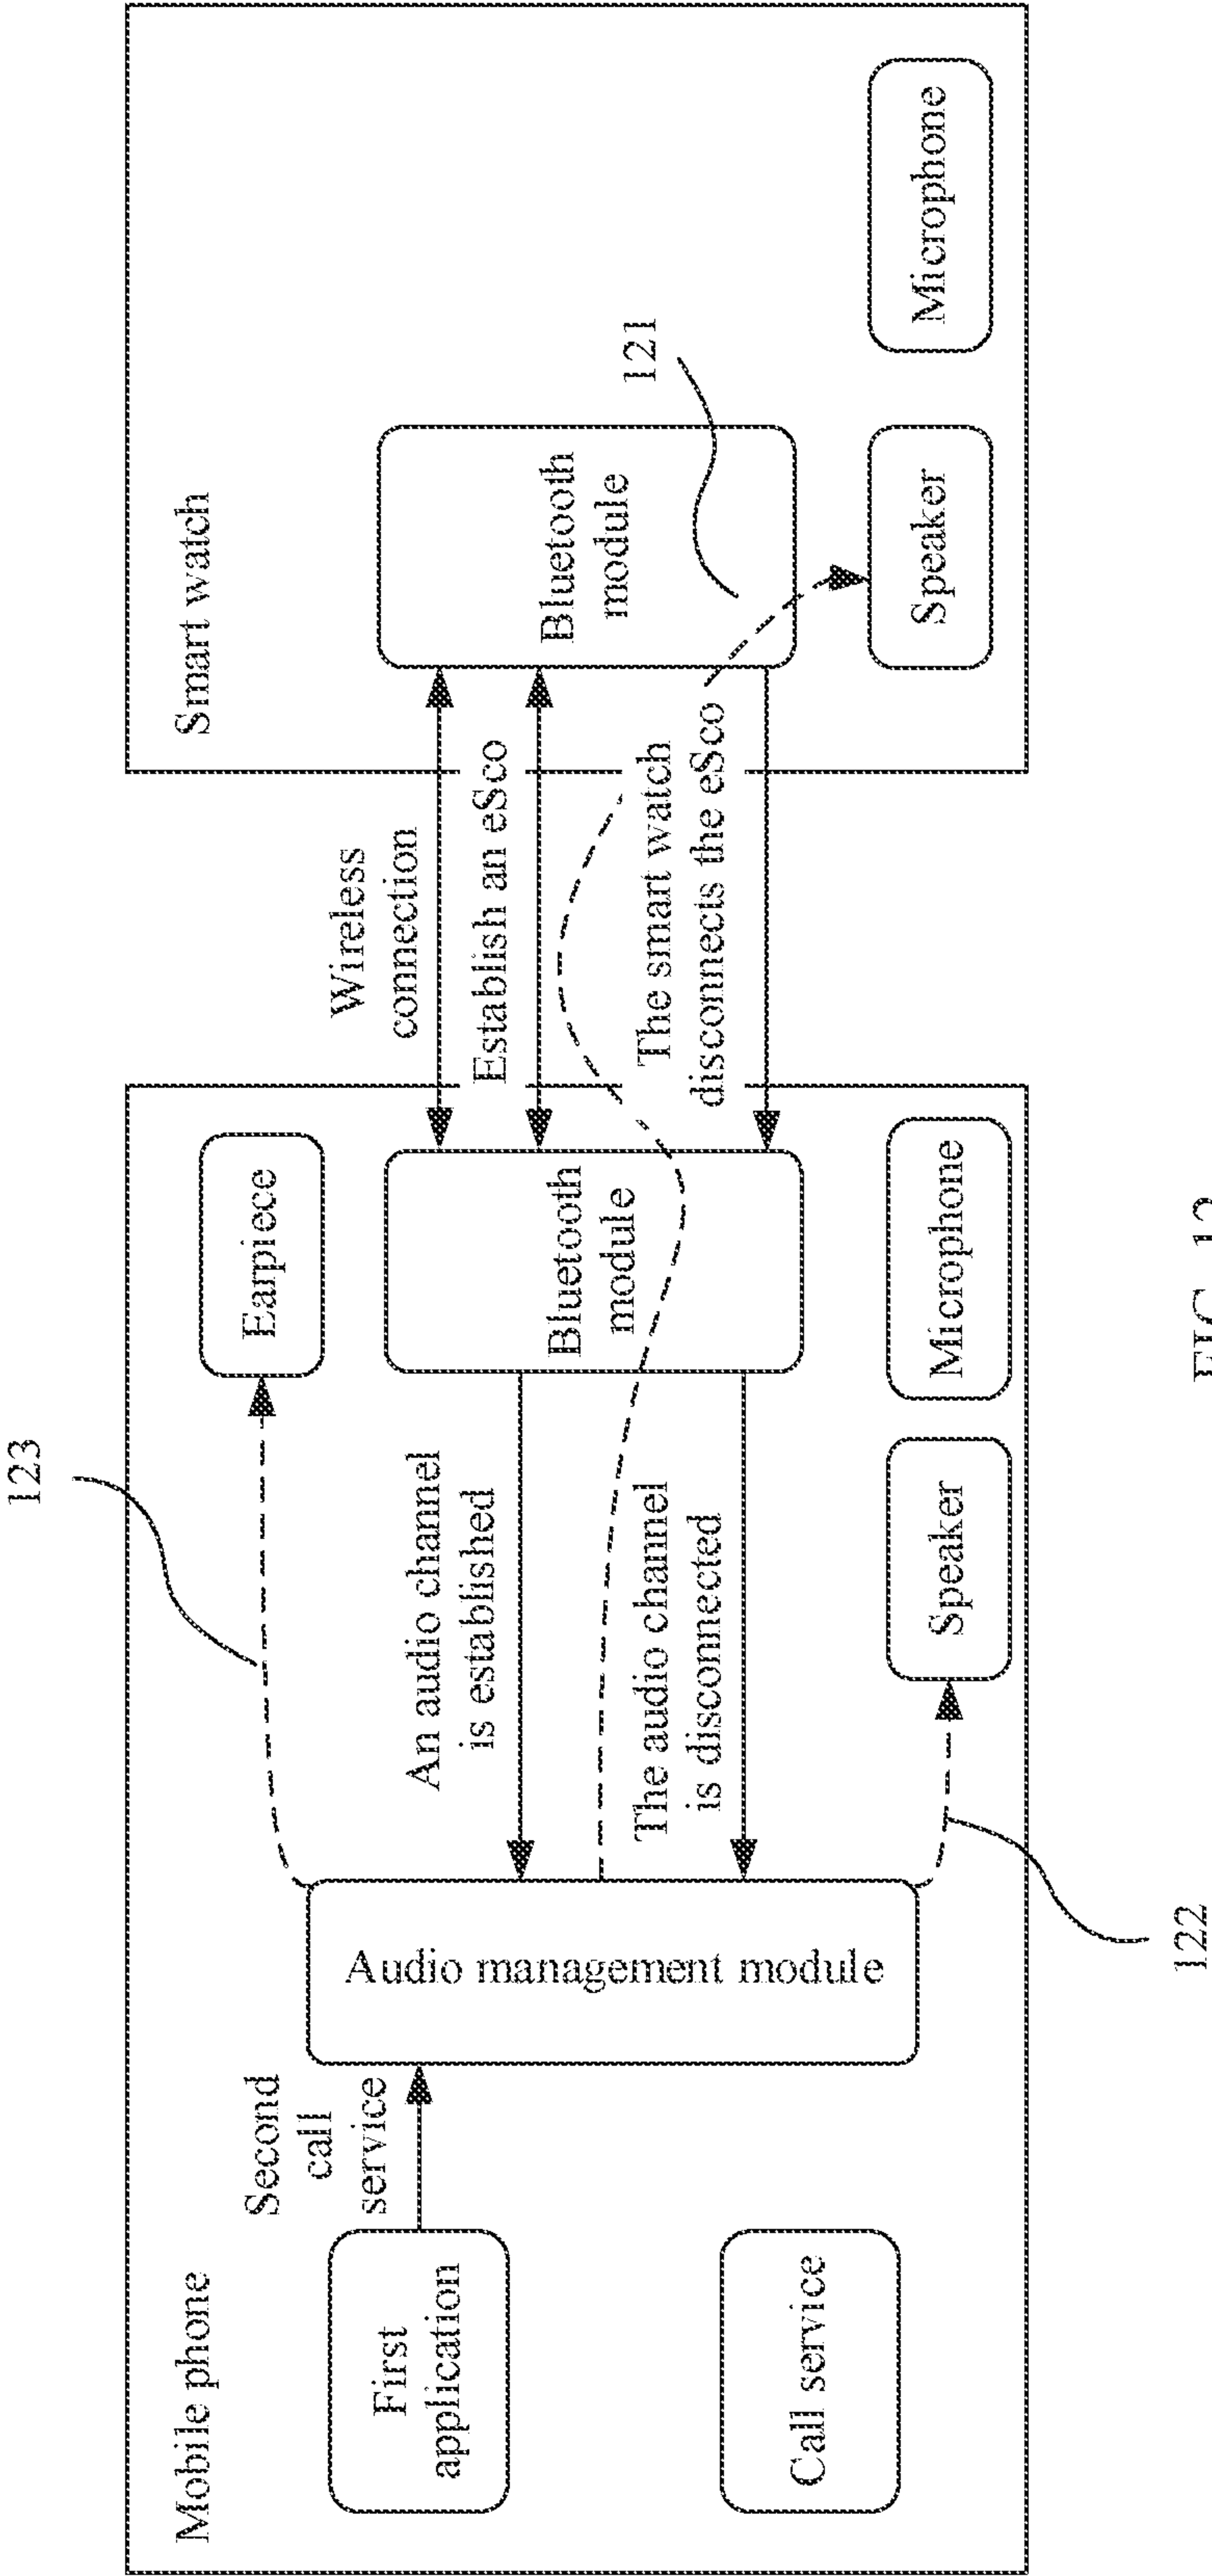 Mobile phone
First
application
Call service
Second
call
service
Audio management module
123
An audio channel
is established
The audio channel
is disconnected
122
Earpiece
Bluetooth
module
Speaker
Microphone
Wireless
connection
Establish an eSco
The smart watch
disconnects the eSco
Smart watch
Bluetooth
module
121
Speaker
Microphone